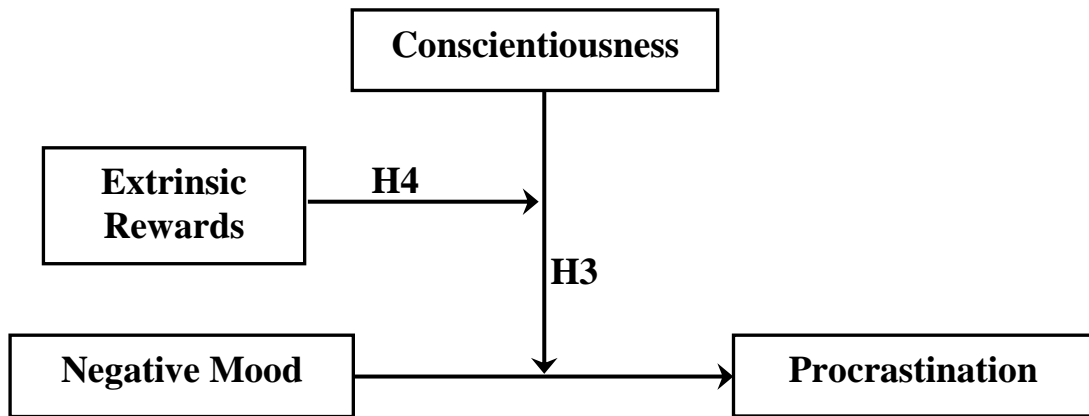 Conscientiousness
Extrinsic
Rewards
H4
H3
Negative Mood
Procrastination